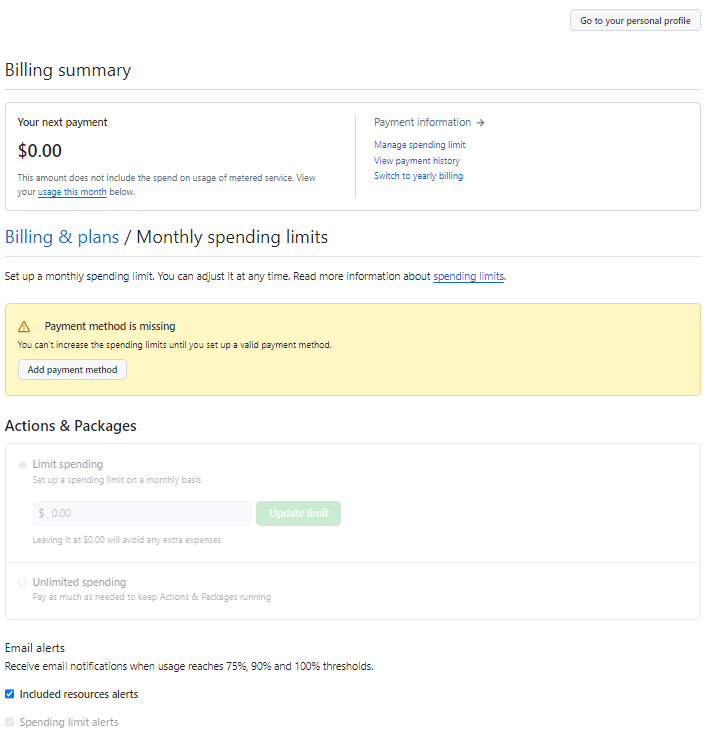 Go to your personal profile
Billing summary
Your next payment
$0.00
This amount does not include the spend on usage of metered service. View
your usage this month below.
Payment information →
Manage spending limit
View payment history
Switch to yearly billing
Billing & plans / Monthly spending limits
Set up a monthly spending limit. You can adjust it at any time. Read more information about spending limits.
Payment method is missing
You can't increase the spending limits until you set up a valid payment method.
Add payment method
Actions & Packages
Limit spending
Set up a spending limit on a monthly basis
$ 0.00
Update limit
Leaving it at $0.00 will avoid any extra expenses
Unlimited spending
Pay as much as needed to keep Actions & Packages running
Email alerts
Receive email notifications when usage reaches 75%, 90% and 100% thresholds.
Included resources alerts
Spending limit alerts